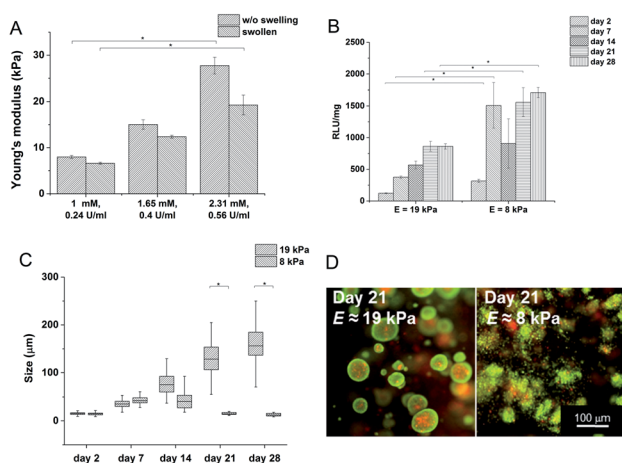 A
w/o swelling
swollen
Young's modulus (kPa)
30
20
10
0
*
*
1 mM,
0.24 U/ml
1.65 mM,
0.4 U/ml
2.31 mM,
0.56 U/ml
B
day 2
day 7
day 14
day 21
day 28
RLU/mg
2500
2000
1500
1000
500
0
*
*
*
*
E = 19 kPa
E = 8 kPa
C
19 kPa
8 kPa
Size (μm)
300
250
200
150
100
50
0
*
*
day 2
day 7
day 14
day 21
day 28
D
Day 21
E ≈ 19 kPa
Day 21
E ≈ 8 kPa
100 μm